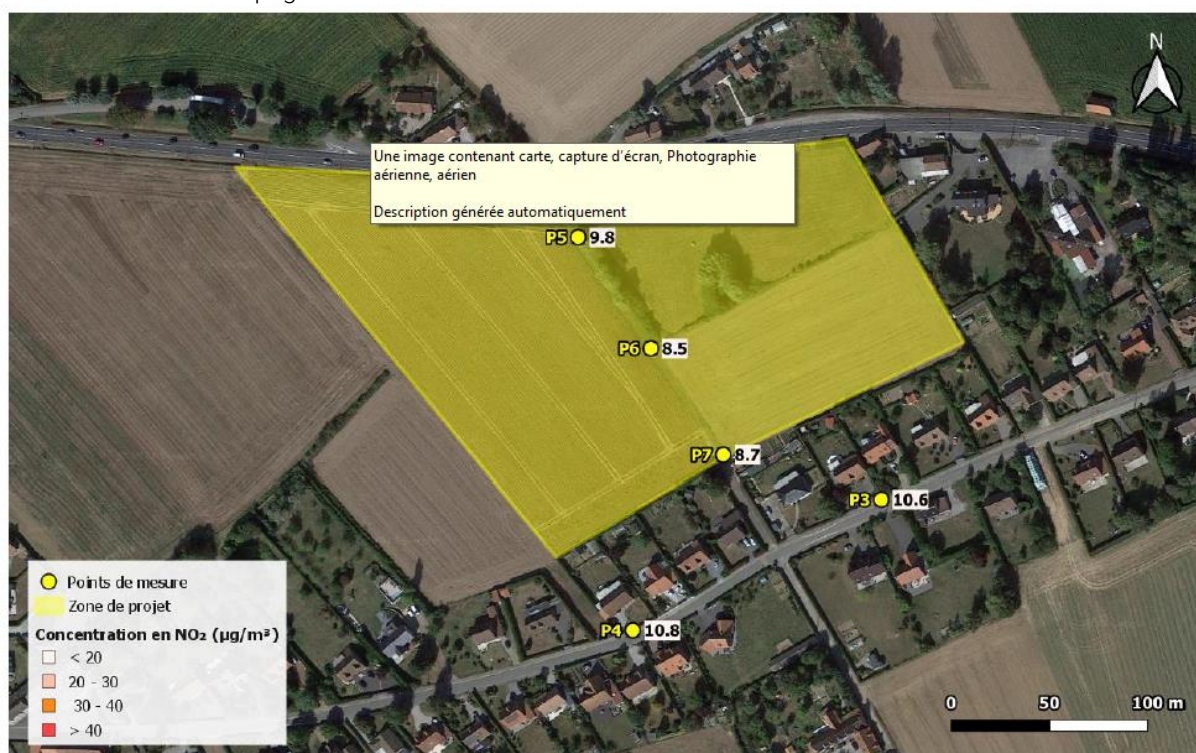 N
Une image contenant carte, capture d'écran, Photographie
aérienne, aérien
Description générée automatiquement
P5 9.8
P6 8.5
P7 8.7
P3 10.6
P4 10.8
Points de mesure
Zone de projet
Concentration en NO₂ (µg/m³)
< 20
20 - 30
30 - 40
> 40
0 50 100 m